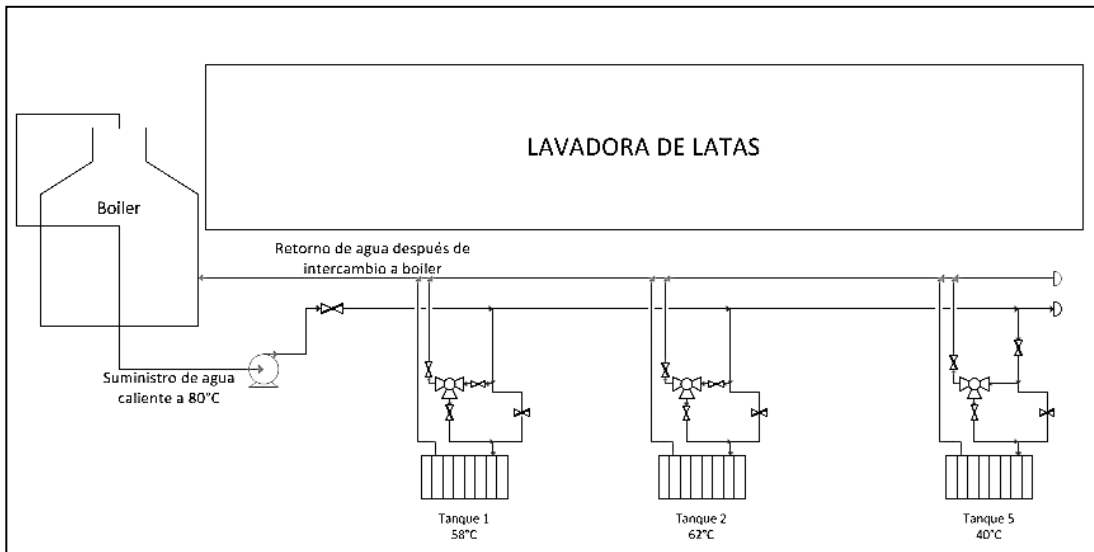 LAVADORA DE LATAS
Boiler
Retorno de agua después de
intercambio a boiler
Suministro de agua
caliente a 80°C
Tanque 1
58°C
Tanque 2
62°C
Tanque 5
40°C